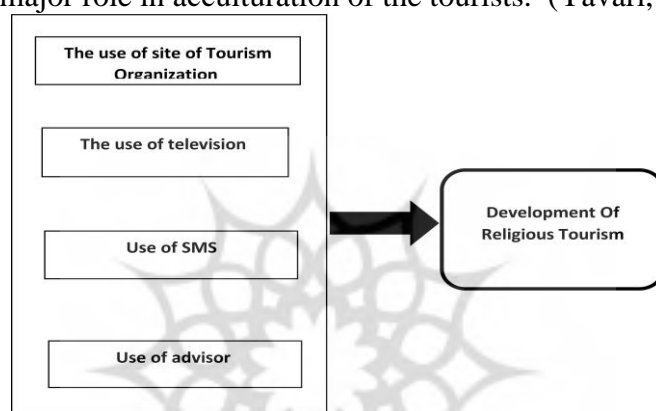 major role in acculturation of the tourists. (Yavari,
The use of site of Tourism
Organization
The use of television
Use of SMS
Use of advisor
Development Of
Religious Tourism